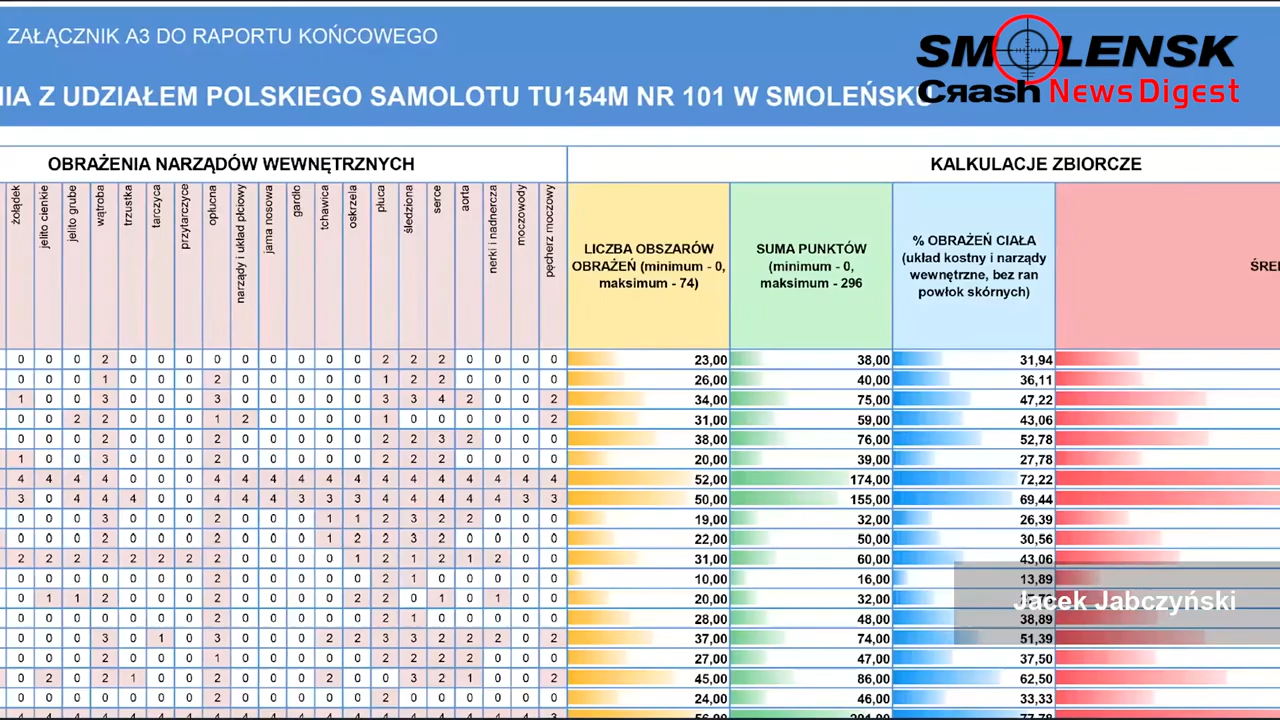 ZAŁĄCZNIK A3 DO RAPORTU KOŃCOWEGO
SMOLENSK
CЯash News Digest
NIA Z UDZIAŁEM POLSKIEGO SAMOLOTU TU154M NR 101 W SMOLEŃSKU
OBRAŻENIA NARZĄDÓW WEWNĘTRZNYCH
KALKULACJE ZBIORCZE
żołądek
jelito cienkie
jelito grube
wątroba
trzustka
tarczyca
przytarczyce
opłucna
narządy i układ płciowy
jama nosowa
gardło
tchawica
oskrzela
płuca
śledziona
serce
aorta
nerki i nadnercza
moczowody
pęcherz moczowy
LICZBA OBSZARÓW
OBRAŻEŃ (minimum - 0,
maksimum - 74)
SUMA PUNKTÓW
(minimum - 0,
maksimum - 296
% OBRAŻEŃ CIAŁA
(układ kostny i narządy
wewnętrzne, bez ran
powłok skórnych)
ŚRE
0 0 0 2 0 0 0 0 0 0 0 0 0 2 2 2 0 0 0 0 23,00 38,00 31,94
0 0 0 1 0 0 0 2 0 0 0 0 0 1 2 2 0 0 0 0 26,00 40,00 36,11
1 0 0 3 0 0 0 3 0 0 0 0 0 3 3 4 2 0 0 2 34,00 75,00 47,22
0 0 2 2 0 0 0 1 2 0 0 0 0 1 0 0 0 0 0 2 31,00 59,00 43,06
0 0 0 2 0 0 0 2 0 0 0 0 0 2 2 3 2 0 0 0 38,00 76,00 52,78
1 0 0 3 0 0 0 2 0 0 0 0 0 2 2 2 0 0 0 0 20,00 39,00 27,78
4 4 4 4 0 0 0 4 4 4 4 4 4 4 4 4 4 4 4 4 52,00 174,00 72,22
3 0 4 4 4 0 0 4 4 4 3 3 4 4 4 4 4 4 3 3 50,00 155,00 69,44
0 0 0 3 0 0 0 2 0 0 0 1 1 2 3 2 2 0 0 0 19,00 32,00 26,39
0 0 0 2 0 0 0 2 0 0 0 1 2 2 3 2 0 0 0 0 22,00 50,00 30,56
2 2 2 2 2 2 2 2 0 0 0 0 2 2 1 2 1 2 0 0 31,00 60,00 43,06
0 0 0 0 0 0 0 2 0 0 0 0 0 2 1 0 0 0 0 0 10,00 16,00 13,89
0 1 1 2 0 0 0 2 0 0 0 0 2 2 0 1 0 1 0 0 20,00 32,00
Jacek Jabczyński
0 0 0 0 0 0 0 2 0 0 0 0 0 2 1 0 0 0 0 0 28,00 48,00 38,89
0 0 0 3 0 1 0 3 0 0 0 2 2 3 3 2 2 2 0 2 37,00 74,00 51,39
0 0 0 2 0 0 0 1 0 0 0 0 0 2 2 2 2 0 0 0 27,00 47,00 37,50
0 2 0 2 1 0 0 2 0 0 0 2 0 0 3 2 1 0 0 2 45,00 86,00 62,50
0 0 0 0 0 0 0 0 0 0 0 0 0 2 0 0 0 0 0 0 24,00 46,00 33,33